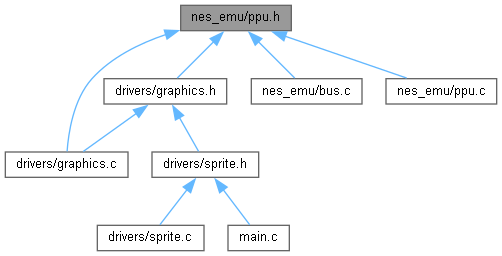 nes_emu/ppu.h
drivers/graphics.h
nes_emu/bus.c
nes_emu/ppu.c
drivers/graphics.c
drivers/sprite.h
drivers/sprite.c
main.c